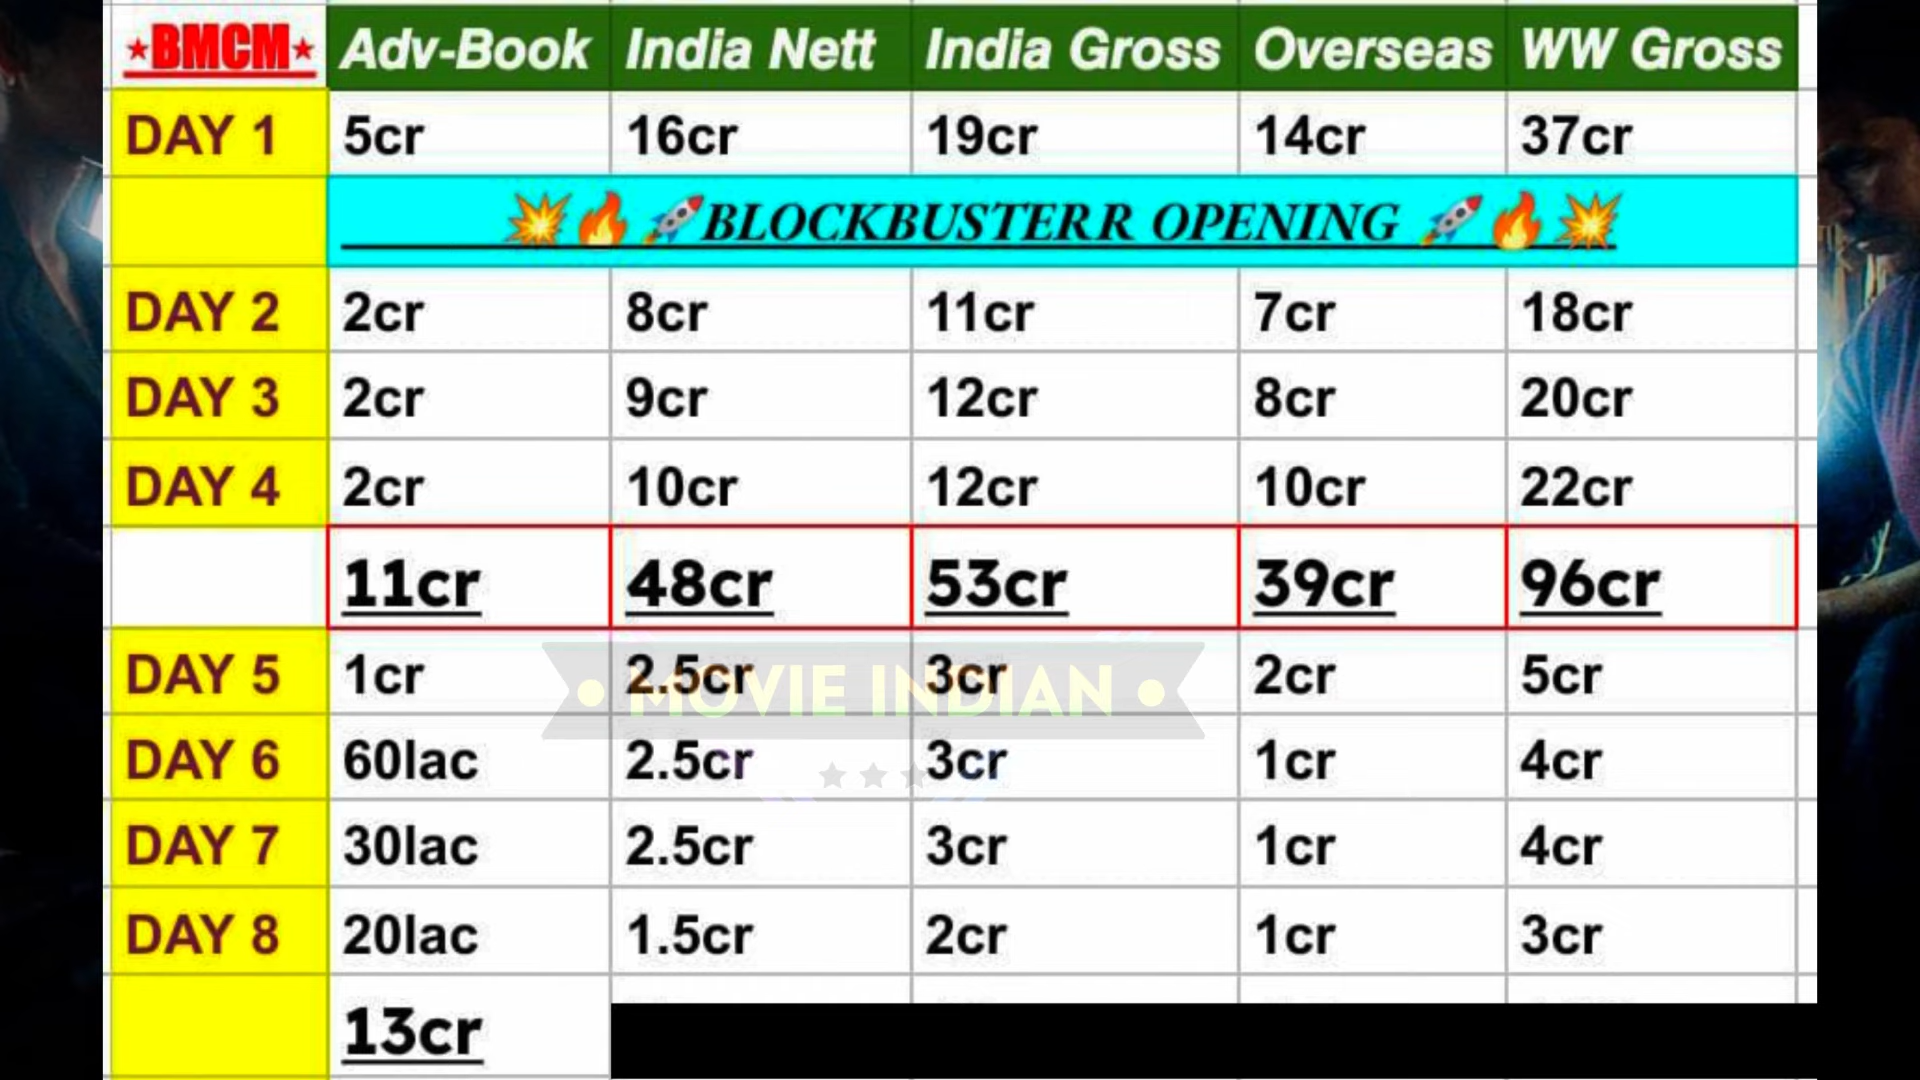 ★BMCM★ Adv-Book India Nett India Gross Overseas WW Gross
DAY 1 5cr 16cr 19cr 14cr 37cr
💥🔥🚀BLOCKBUSTERR OPENING🚀🔥💥
DAY 2 2cr 8cr 11cr 7cr 18cr
DAY 3 2cr 9cr 12cr 8cr 20cr
DAY 4 2cr 10cr 12cr 10cr 22cr
11cr 48cr 53cr 39cr 96cr
DAY 5 1cr 2.5cr 3cr 2cr 5cr
MOVIE INDIAN
DAY 6 60lac 2.5cr 3cr 1cr 4cr
DAY 7 30lac 2.5cr 3cr 1cr 4cr
DAY 8 20lac 1.5cr 2cr 1cr 3cr
13cr